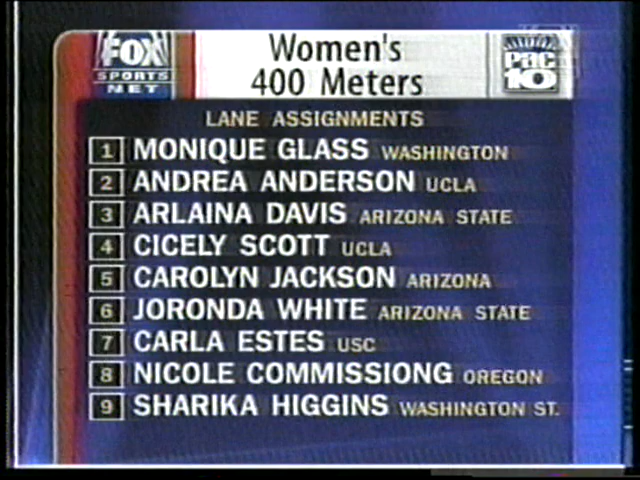 FOX
SPORTS
NET
Women's
400 Meters
PAC
10
LANE ASSIGNMENTS
1 MONIQUE GLASS WASHINGTON
2 ANDREA ANDERSON UCLA
3 ARLAINA DAVIS ARIZONA STATE
4 CICELY SCOTT UCLA
5 CAROLYN JACKSON ARIZONA
6 JORONDA WHITE ARIZONA STATE
7 CARLA ESTES USC
8 NICOLE COMMISSIONG OREGON
9 SHARIKA HIGGINS WASHINGTON ST.